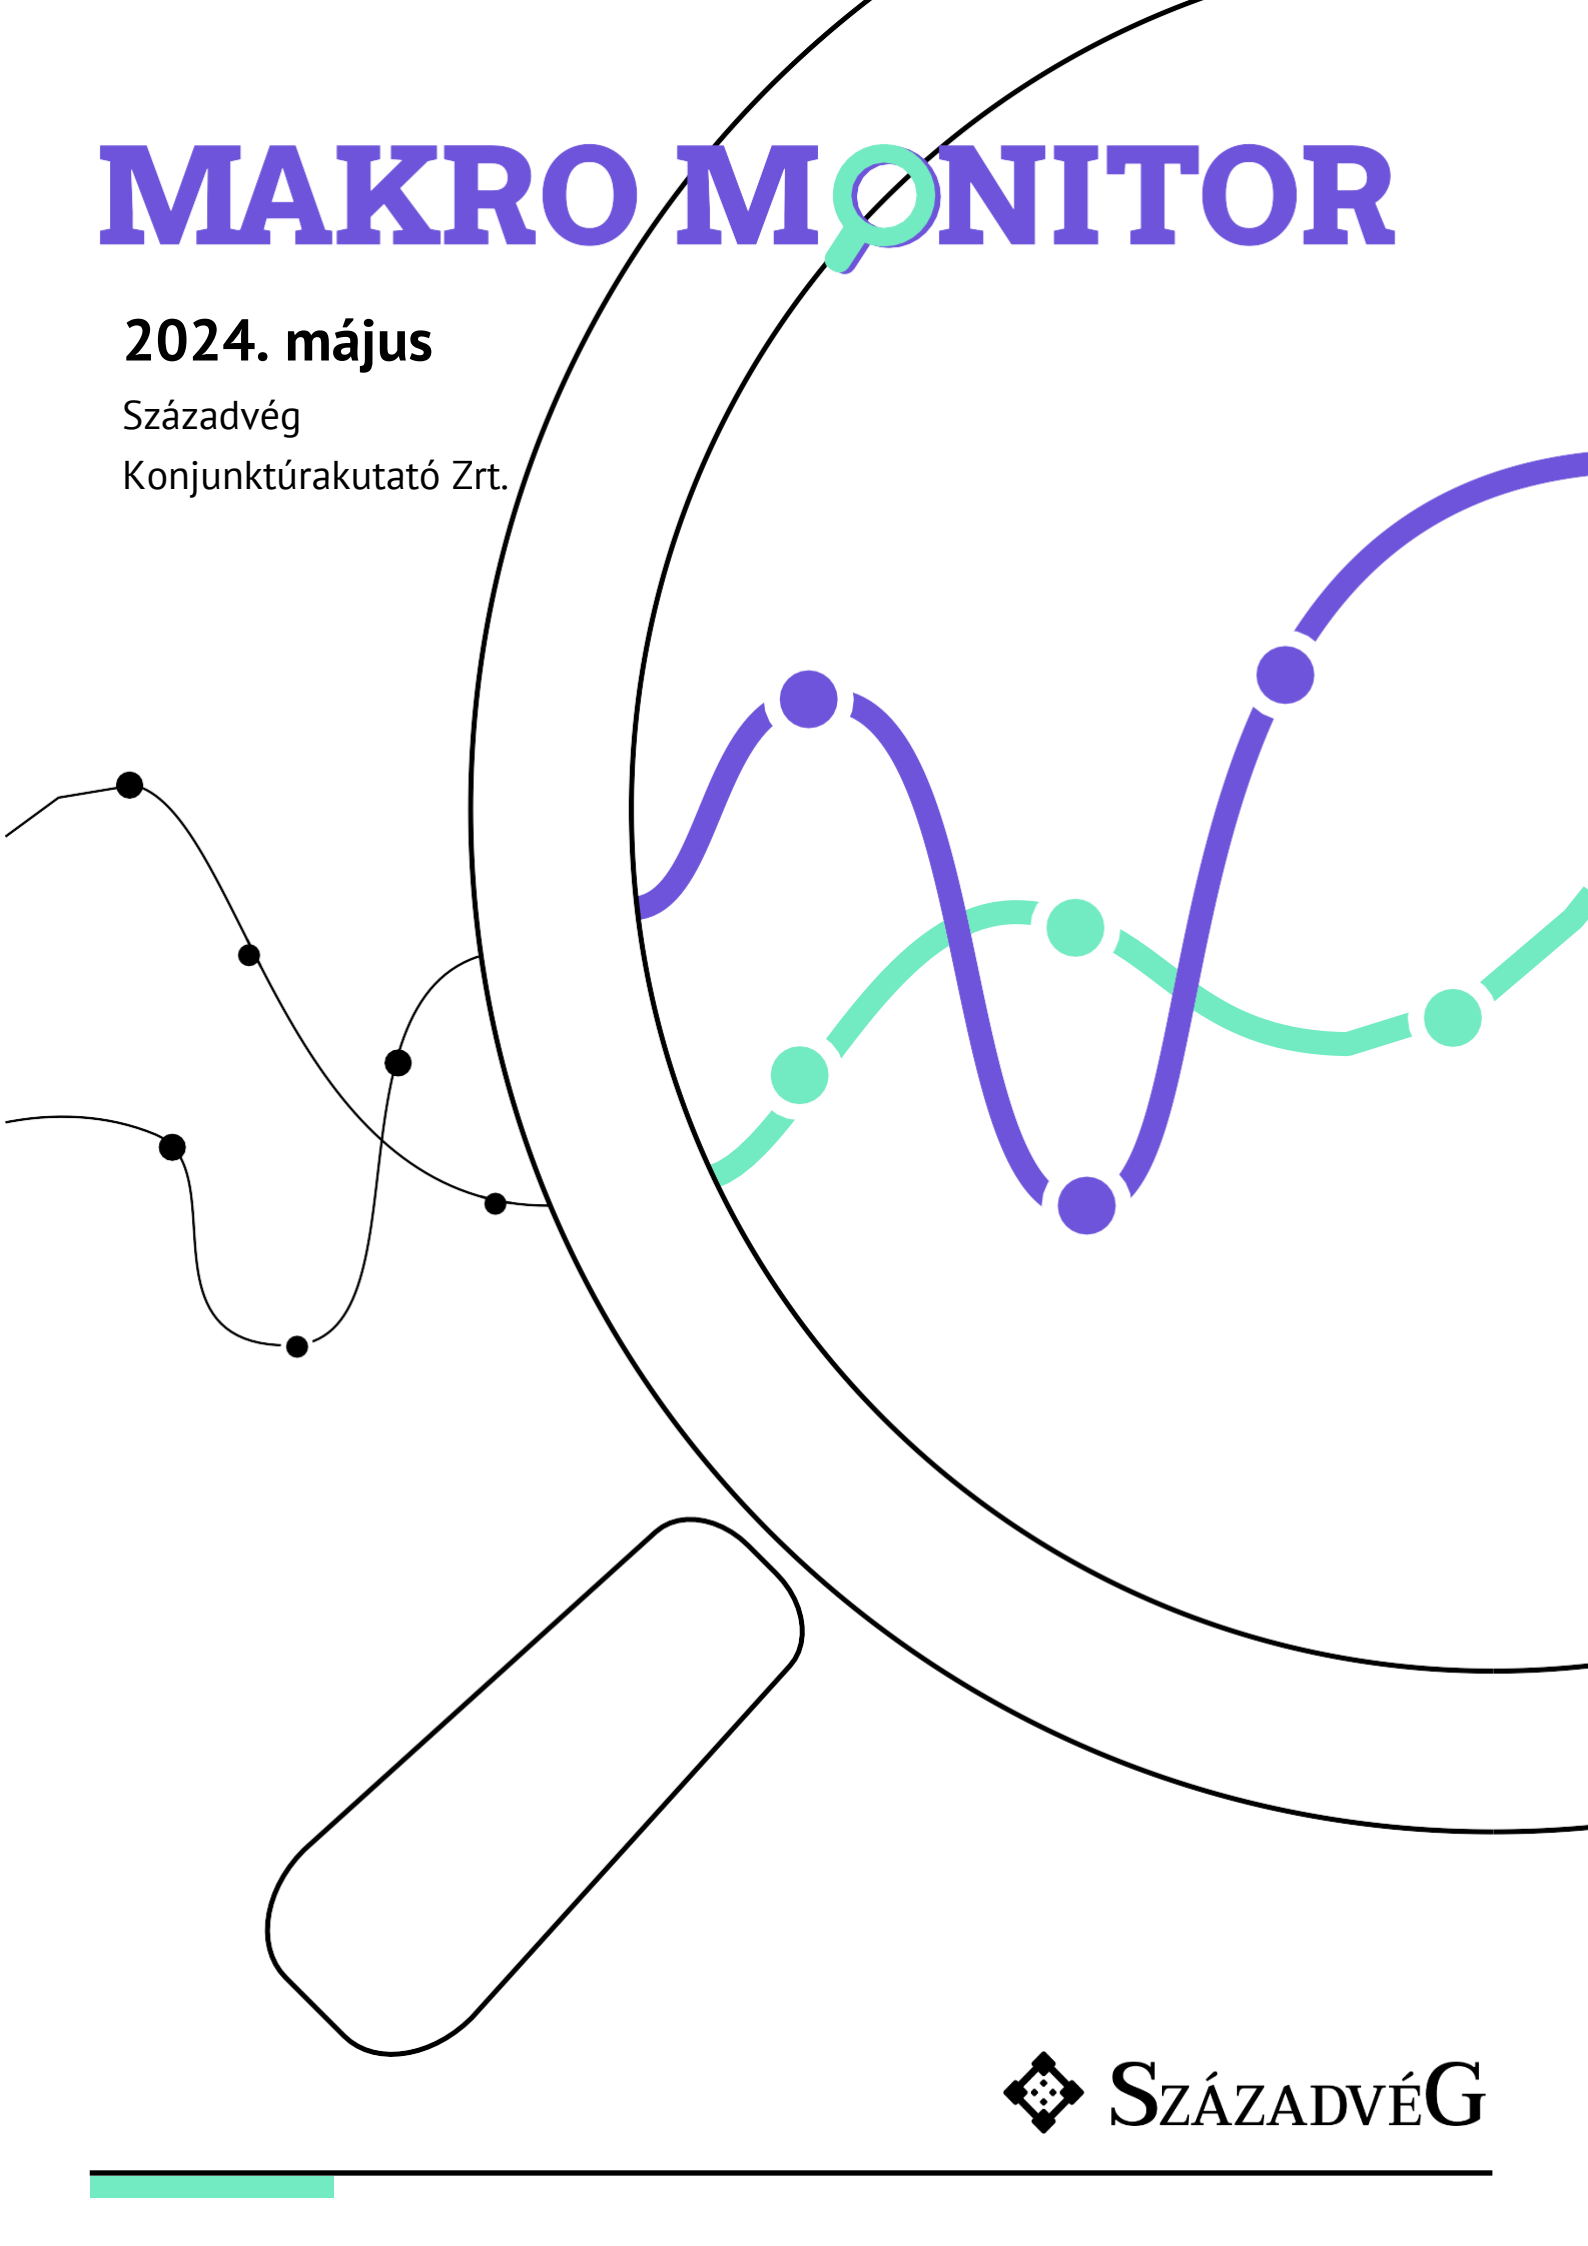 MAKRO MONITOR
2024. május
Századvég
Konjunktúrakutató Zrt.
SZÁZADVÉG